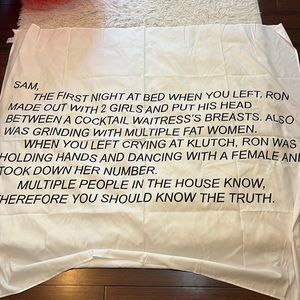 SAM,
THE FIRST NIGHT AT BED WHEN YOU LEFT, RON
MADE OUT WITH 2 GIRLS AND PUT HIS HEAD
BETWEEN A COCKTAIL WAITRESS'S BREASTS. ALSO
WAS GRINDING WITH MULTIPLE FAT WOMEN.
WHEN YOU LEFT CRYING AT KLUTCH, RON WAS
HOLDING HANDS AND DANCING WITH A FEMALE AND
TOOK DOWN HER NUMBER.
MULTIPLE PEOPLE IN THE HOUSE KNOW,
THEREFORE YOU SHOULD KNOW THE TRUTH.